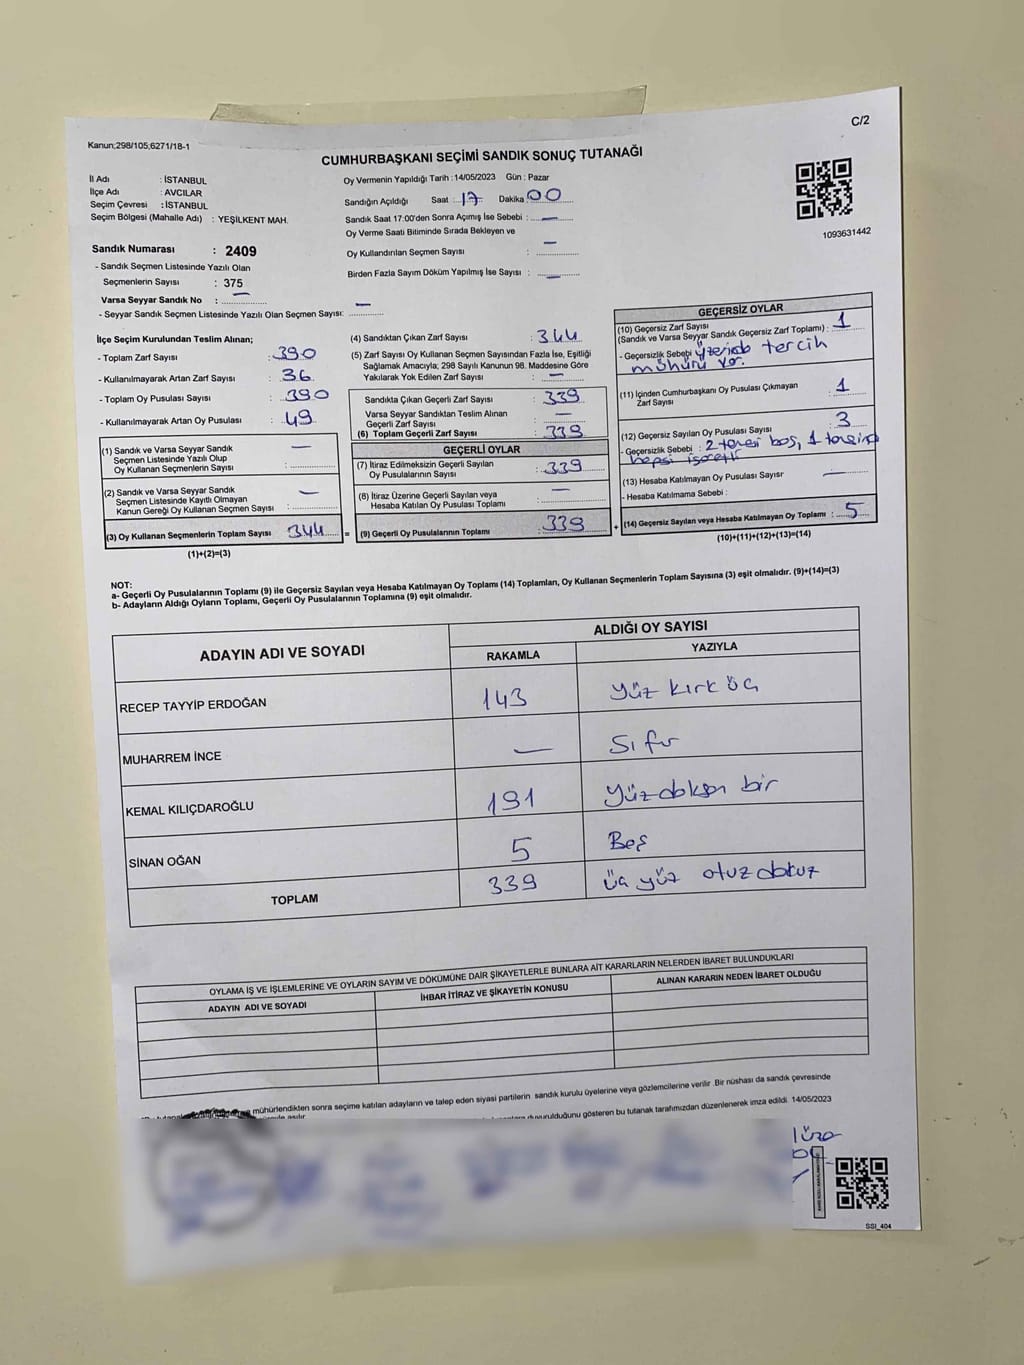 C/2
Kanun;298/105,6271/18-1
CUMHURBAŞKANI SEÇİMİ SANDIK SONUÇ TUTANAĞI
İl Adı : İSTANBUL
İlçe Adı : AVCILAR
Seçim Çevresi : İSTANBUL
Seçim Bölgesi (Mahalle Adı) : YEŞİLKENT MAH.
Oy Vermenin Yapıldığı Tarih : 14/05/2023 Gün : Pazar
Sandığın Açıldığı Saat : 17 Dakika 00
Sandık Saat 17:00'den Sonra Açımış İse Sebebi : —
Oy Verme Saati Bitiminde Sırada Bekleyen ve
Oy Kullandırılan Seçmen Sayısı : —
Birden Fazla Sayım Döküm Yapılmış İse Sayısı : —
1093631442
Sandık Numarası : 2409
- Sandık Seçmen Listesinde Yazılı Olan
Seçmenlerin Sayısı : 375
Varsa Seyyar Sandık No : —
- Seyyar Sandık Seçmen Listesinde Yazılı Olan Seçmen Sayısı: —
İlçe Seçim Kurulundan Teslim Alınan;
- Toplam Zarf Sayısı : 390
- Kullanılmayarak Artan Zarf Sayısı : 36
- Toplam Oy Pusulası Sayısı : 390
- Kullanılmayarak Artan Oy Pusulası : 49
(1) Sandık ve Varsa Seyyar Sandık
Seçmen Listesinde Yazılı Olup
Oy Kullanan Seçmenlerin Sayısı : —
(2) Sandık ve Varsa Seyyar Sandık
Seçmen Listesinde Kayıtlı Olmayan
Kanun Gereği Oy Kullanan Seçmen Sayısı : —
(3) Oy Kullanan Seçmenlerin Toplam Sayısı 344
(1)+(2)=(3)
(4) Sandıktan Çıkan Zarf Sayısı : 344
(5) Zarf Sayısı Oy Kullanan Seçmen Sayısından Fazla İse, Eşitliği
Sağlamak Amacıyla; 298 Sayılı Kanunun 98. Maddesine Göre
Yakılarak Yok Edilen Zarf Sayısı : —
Sandıkta Çıkan Geçerli Zarf Sayısı : 339
Varsa Seyyar Sandıktan Teslim Alınan
Geçerli Zarf Sayısı : —
(6) Toplam Geçerli Zarf Sayısı : 339
GEÇERLİ OYLAR
(7) İtiraz Edilmeksizin Geçerli Sayılan
Oy Pusulalarının Sayısı : 339
(8) İtiraz Üzerine Geçerli Sayılan veya
Hesaba Katılan Oy Pusulası Toplamı : —
= (9) Geçerli Oy Pusulalarının Toplamı : 339
GEÇERSİZ OYLAR
(10) Geçersiz Zarf Sayısı
(Sandık ve Varsa Seyyar Sandık Geçersiz Zarf Toplamı) : 1
- Geçersizlik Sebebi : üzerinde tercih
mührü var.
(11) İçinden Cumhurbaşkanı Oy Pusulası Çıkmayan
Zarf Sayısı : 1
(12) Geçersiz Sayılan Oy Pusulası Sayısı : 3
- Geçersizlik Sebebi : 2 tanesi boş, 1 tanesinde
hepsi işaretli
(13) Hesaba Katılmayan Oy Pusulası Sayısı : —
- Hesaba Katılmama Sebebi :
+ (14) Geçersiz Sayılan veya Hesaba Katılmayan Oy Toplamı : 5
(10)+(11)+(12)+(13)=(14)
NOT:
a- Geçerli Oy Pusulalarının Toplamı (9) ile Geçersiz Sayılan veya Hesaba Katılmayan Oy Toplamı (14) Toplamları, Oy Kullanan Seçmenlerin Toplam Sayısına (3) eşit olmalıdır. (9)+(14)=(3)
b- Adayların Aldığı Oyların Toplamı, Geçerli Oy Pusulalarının Toplamına (9) eşit olmalıdır.
ADAYIN ADI VE SOYADI
ALDIĞI OY SAYISI
RAKAMLA YAZIYLA
RECEP TAYYİP ERDOĞAN 143 Yüz kırk üç
MUHARREM İNCE — Sıfır
KEMAL KILIÇDAROĞLU 191 Yüz doksan bir
SİNAN OĞAN 5 Beş
TOPLAM 339 üç yüz otuz dokuz
OYLAMA İŞ VE İŞLEMLERİNE VE OYLARIN SAYIM VE DÖKÜMÜNE DAİR ŞİKAYETLERLE BUNLARA AİT KARARLARIN NELERDEN İBARET BULUNDUKLARI
ADAYIN ADI VE SOYADI İHBAR İTİRAZ VE ŞİKAYETİN KONUSU ALINAN KARARIN NEDEN İBARET OLDUĞU
mühürlendikten sonra seçime katılan adayların ve talep eden siyasi partilerin sandık kurulu üyelerine veya gözlemcilerine verilir .Bir nüshası da sandık çevresinde
duyurulduğunu gösteren bu tutanak tarafımızdan düzenlenerek imza edildi. 14/05/2023
SSI_404